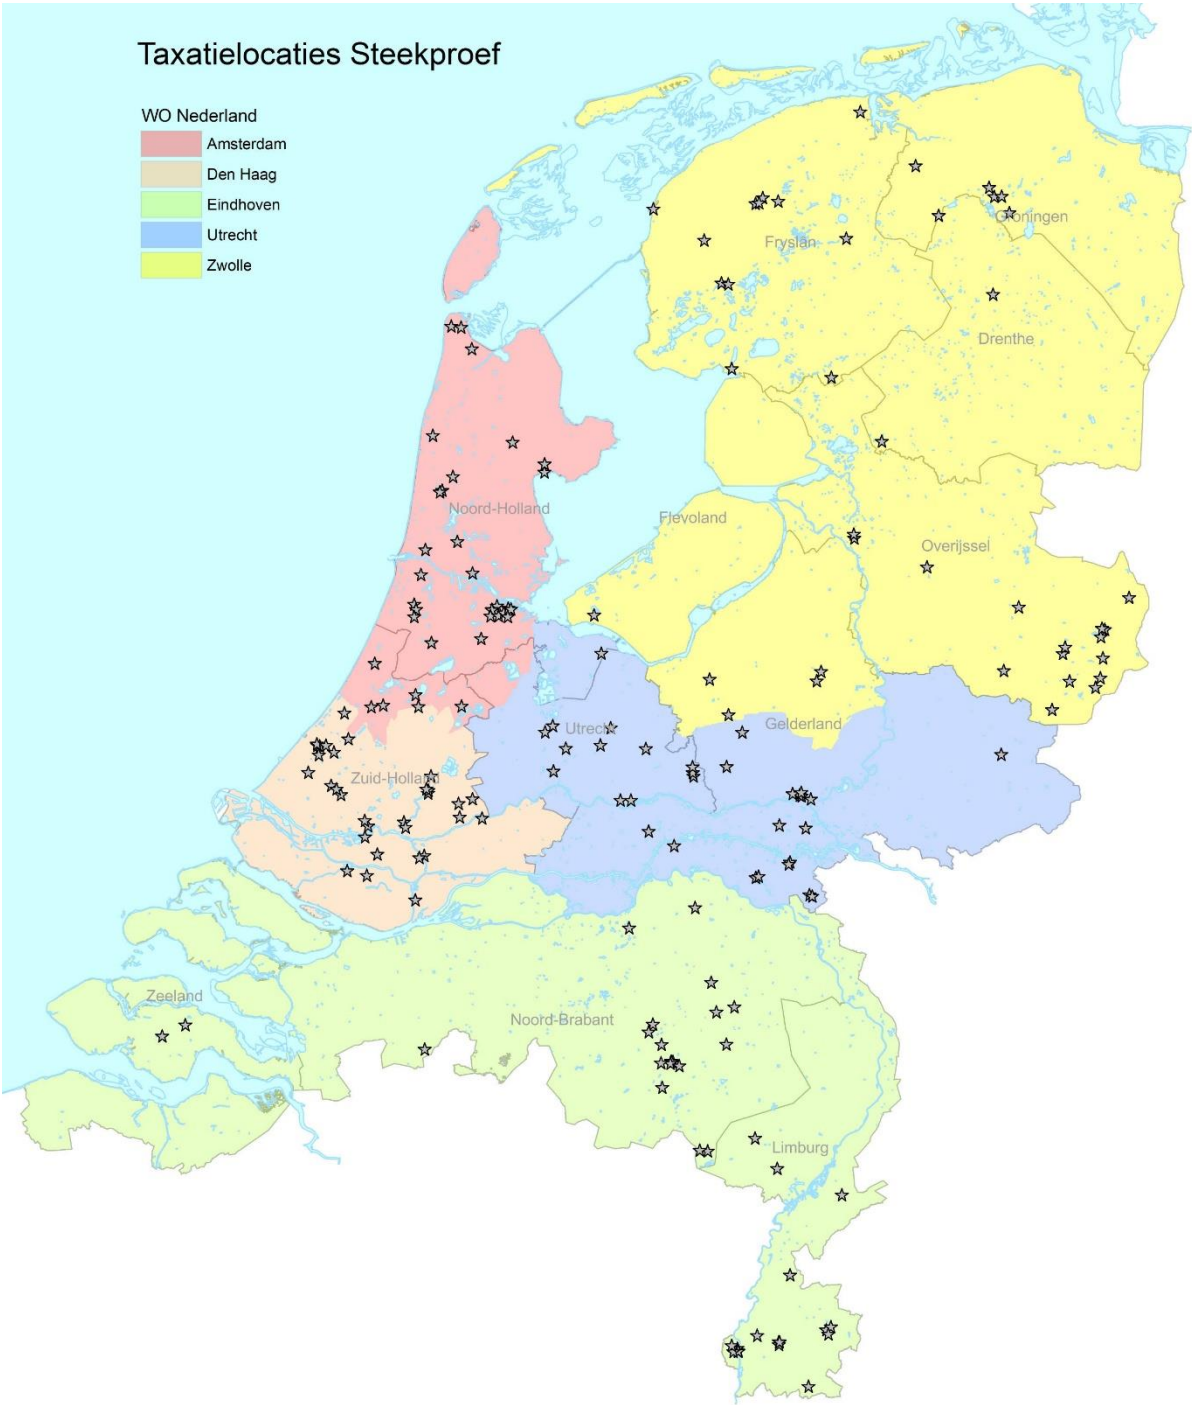 Taxatielocaties Steekproef
WO Nederland
Amsterdam
Den Haag
Eindhoven
Utrecht
Zwolle
Groningen
Fryslân
Drenthe
Noord-Holland
Flevoland
Overijssel
Utrecht
Gelderland
Zuid-Holland
Zeeland
Noord-Brabant
Limburg